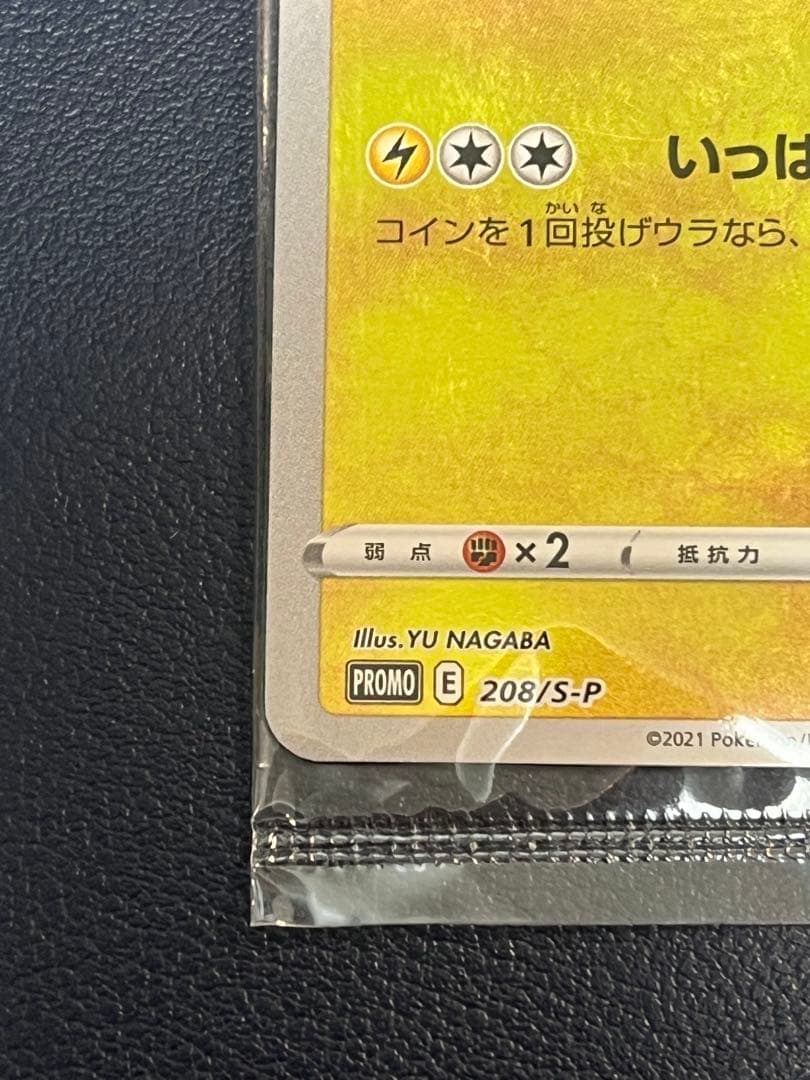 いっぱ
コインを1回投げウラなら、
かい な
弱点 ×2 抵抗力
Illus. YU NAGABA
PROMO E 208/S-P
©2021 Pokémon/